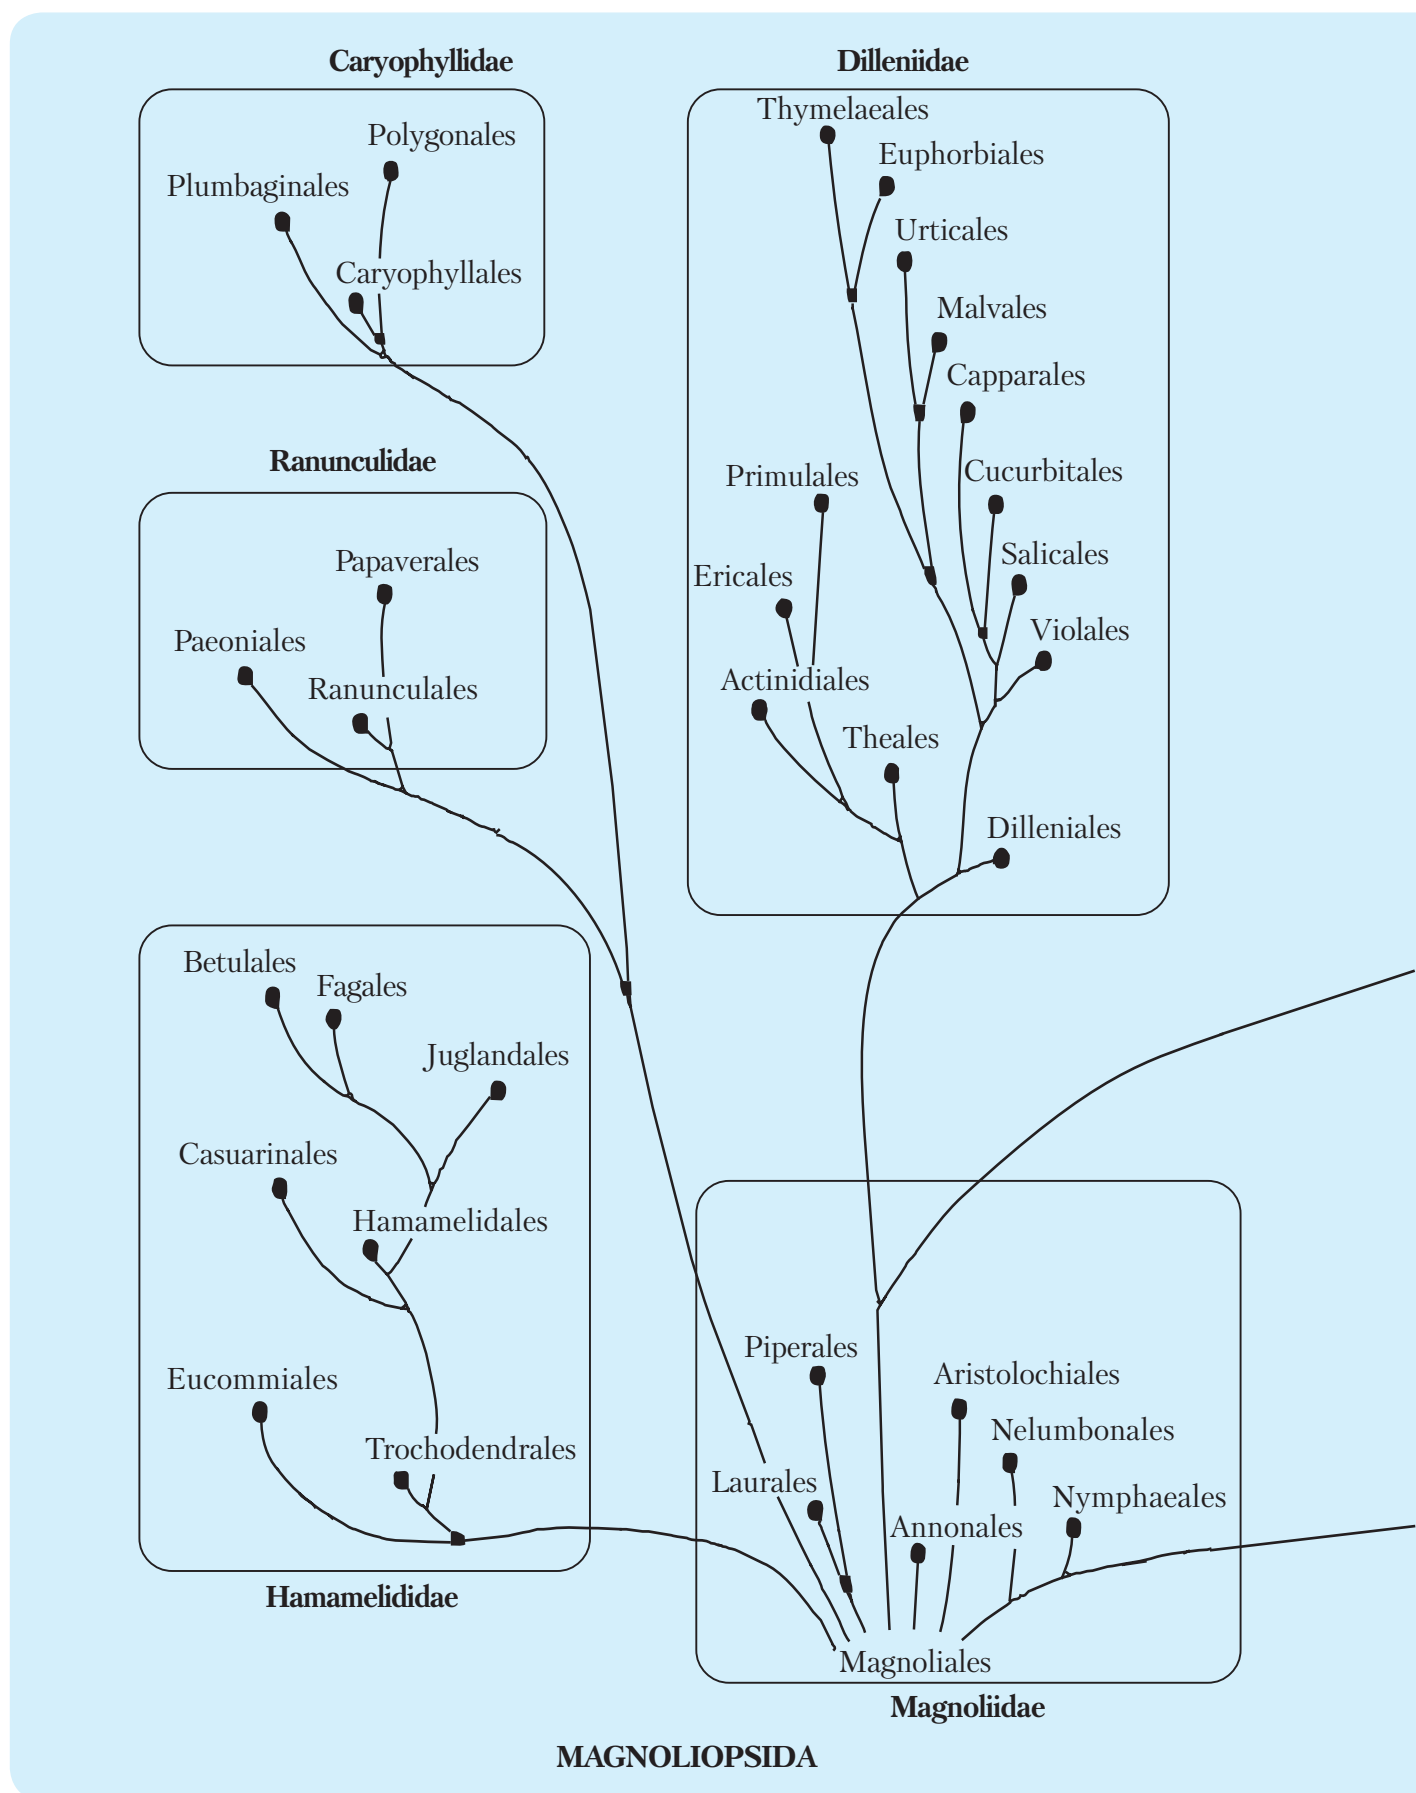 Caryophyllidae
Polygonales
Plumbaginales
Caryophyllales
Ranunculidae
Papaverales
Paeoniales
Ranunculales
Betulales
Fagales
Juglandales
Casuarinales
Hamamelidales
Eucommiales
Trochodendrales
Hamamelididae
Dilleniidae
Thymelaeales
Euphorbiales
Urticales
Malvales
Capparales
Primulales
Cucurbitales
Salicales
Ericales
Violales
Actinidiales
Theales
Dilleniales
Piperales
Aristolochiales
Nelumbonales
Laurales
Nymphaeales
Annonales
Magnoliales
Magnoliidae
MAGNOLIOPSIDA